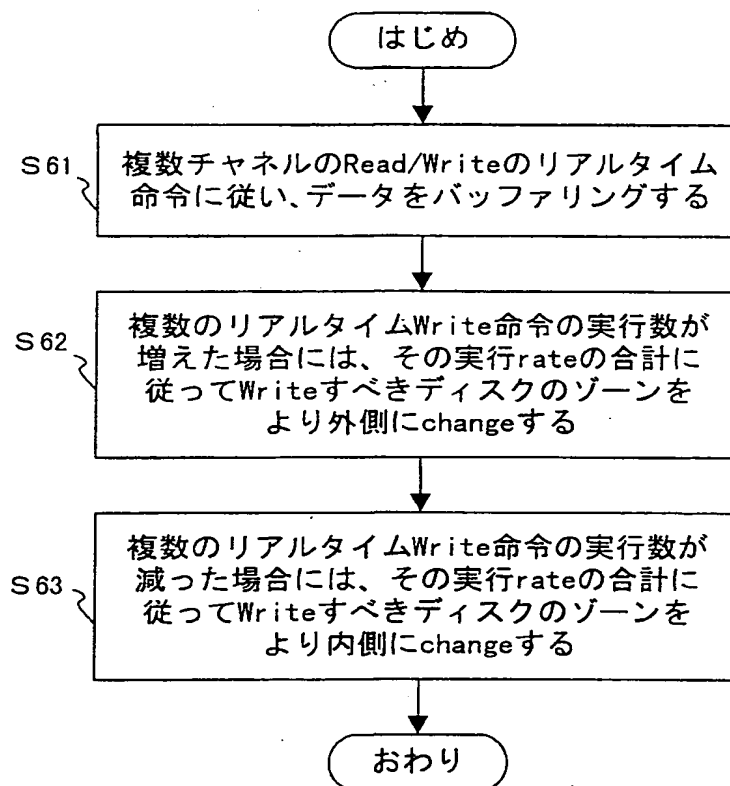 はじめ
S61
複数チャネルのRead/Writeのリアルタイム
命令に従い、データをバッファリングする
S62
複数のリアルタイムWrite命令の実行数が
増えた場合には、その実行rateの合計に
従ってWriteすべきディスクのゾーンを
より外側にchangeする
S63
複数のリアルタイムWrite命令の実行数が
減った場合には、その実行rateの合計に
従ってWriteすべきディスクのゾーンを
より内側にchangeする
おわり